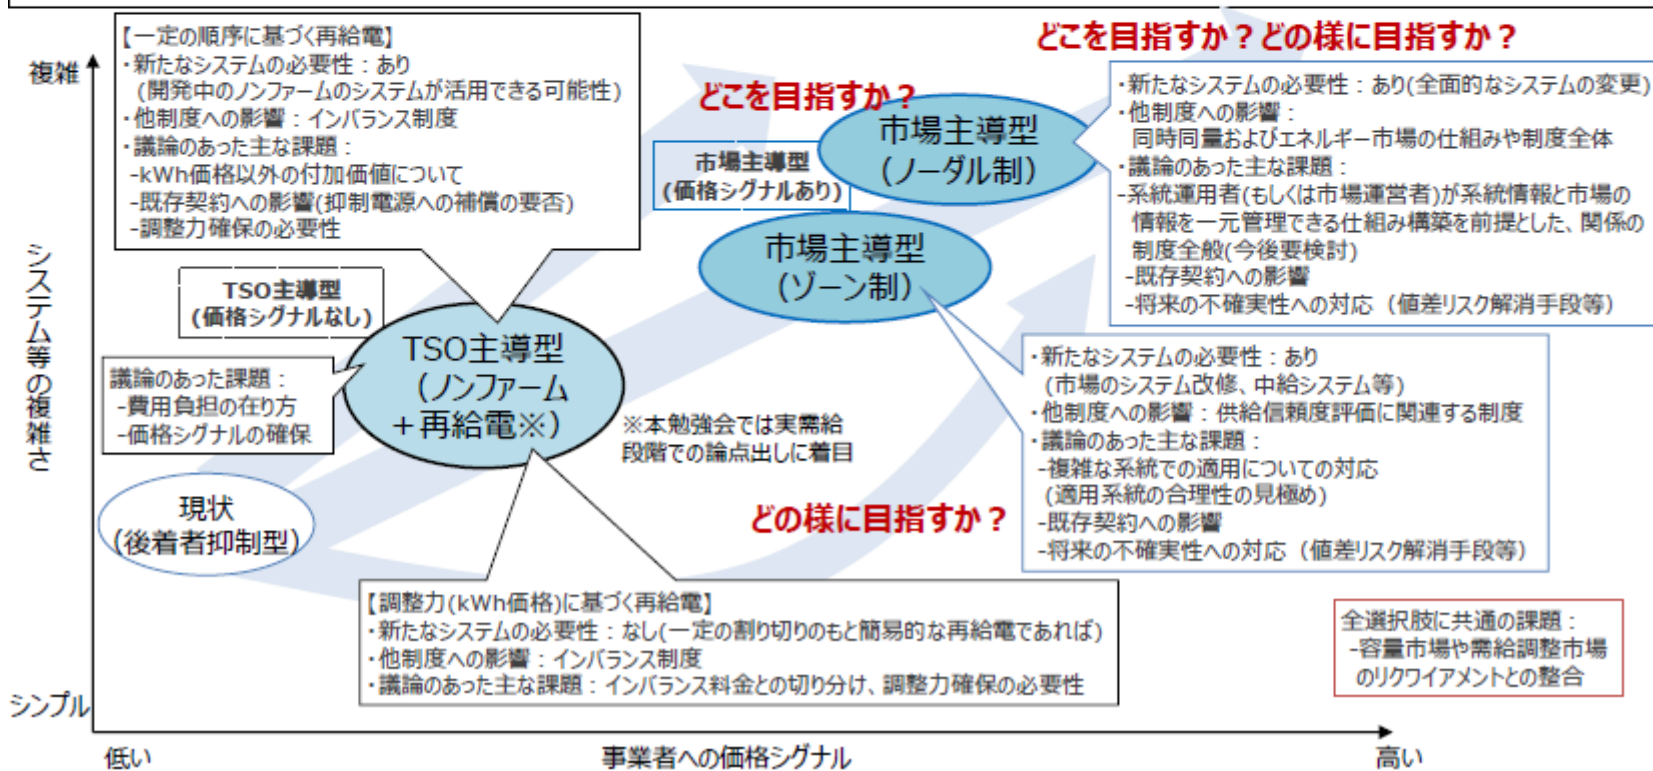 どこを目指すか？どの様に目指すか？
複雑
【一定の順序に基づく再給電】
・新たなシステムの必要性：あり
(開発中のノンファームのシステムが活用できる可能性)
・他制度への影響：インバランス制度
・議論のあった主な課題：
-kWh価格以外の付加価値について
-既存契約への影響(抑制電源への補償の要否)
-調整力確保の必要性
どこを目指すか？
市場主導型
(価格シグナルあり)
市場主導型
(ノーダル制)
・新たなシステムの必要性：あり(全面的なシステムの変更)
・他制度への影響：
同時同量およびエネルギー市場の仕組みや制度全体
・議論のあった主な課題：
-系統運用者(もしくは市場運営者)が系統情報と市場の
情報を一元管理できる仕組み構築を前提とした、関係の
制度全般(今後要検討)
-既存契約への影響
-将来の不確実性への対応（値差リスク解消手段等）
市場主導型
(ゾーン制)
TSO主導型
(価格シグナルなし)
TSO主導型
(ノンファーム
＋再給電※)
※本勉強会では実需給
段階での論点出しに着目
議論のあった課題：
-費用負担の在り方
-価格シグナルの確保
・新たなシステムの必要性：あり
(市場のシステム改修、中給システム等)
・他制度への影響：供給信頼度評価に関連する制度
・議論のあった主な課題：
-複雑な系統での適用についての対応
(適用系統の合理性の見極め)
-既存契約への影響
-将来の不確実性への対応（値差リスク解消手段等）
システム等の複雑さ
現状
(後着者抑制型)
どの様に目指すか？
【調整力(kWh価格)に基づく再給電】
・新たなシステムの必要性：なし(一定の割り切りのもと簡易的な再給電であれば)
・他制度への影響：インバランス制度
・議論のあった主な課題：インバランス料金との切り分け、調整力確保の必要性
全選択肢に共通の課題：
-容量市場や需給調整市場
のリクワイアメントとの整合
シンプル
低い
事業者への価格シグナル
高い